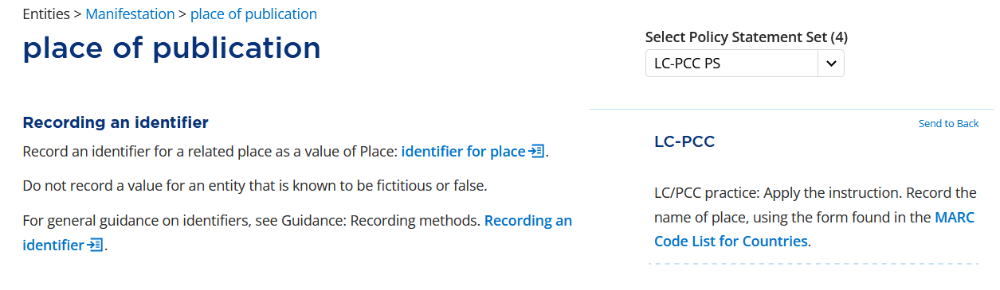 Entities > Manifestation > place of publication
place of publication
Select Policy Statement Set (4)
LC-PCC PS
Recording an identifier
Record an identifier for a related place as a value of Place: identifier for place.
Do not record a value for an entity that is known to be fictitious or false.
For general guidance on identifiers, see Guidance: Recording methods. Recording an
identifier.
Send to Back
LC-PCC
LC/PCC practice: Apply the instruction. Record the
name of place, using the form found in the MARC
Code List for Countries.